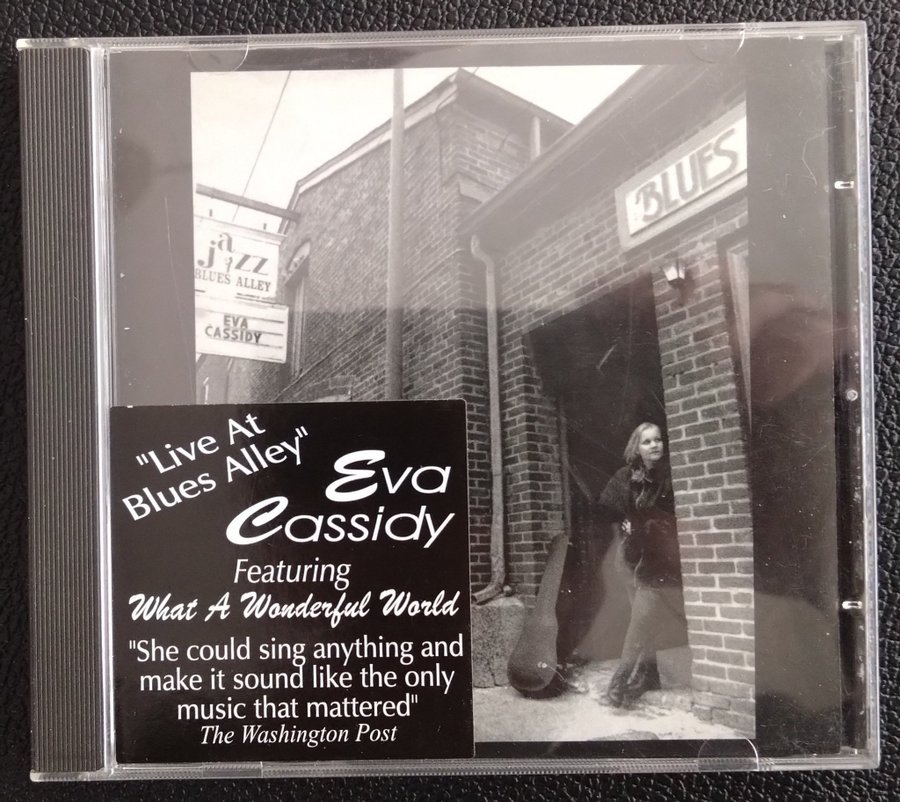 BLUES
jazz
BLUES ALLEY
EVA
CASSIDY
"Live At
Blues Alley"
Eva
Cassidy
Featuring
What A Wonderful World
"She could sing anything and
make it sound like the only
music that mattered"
The Washington Post